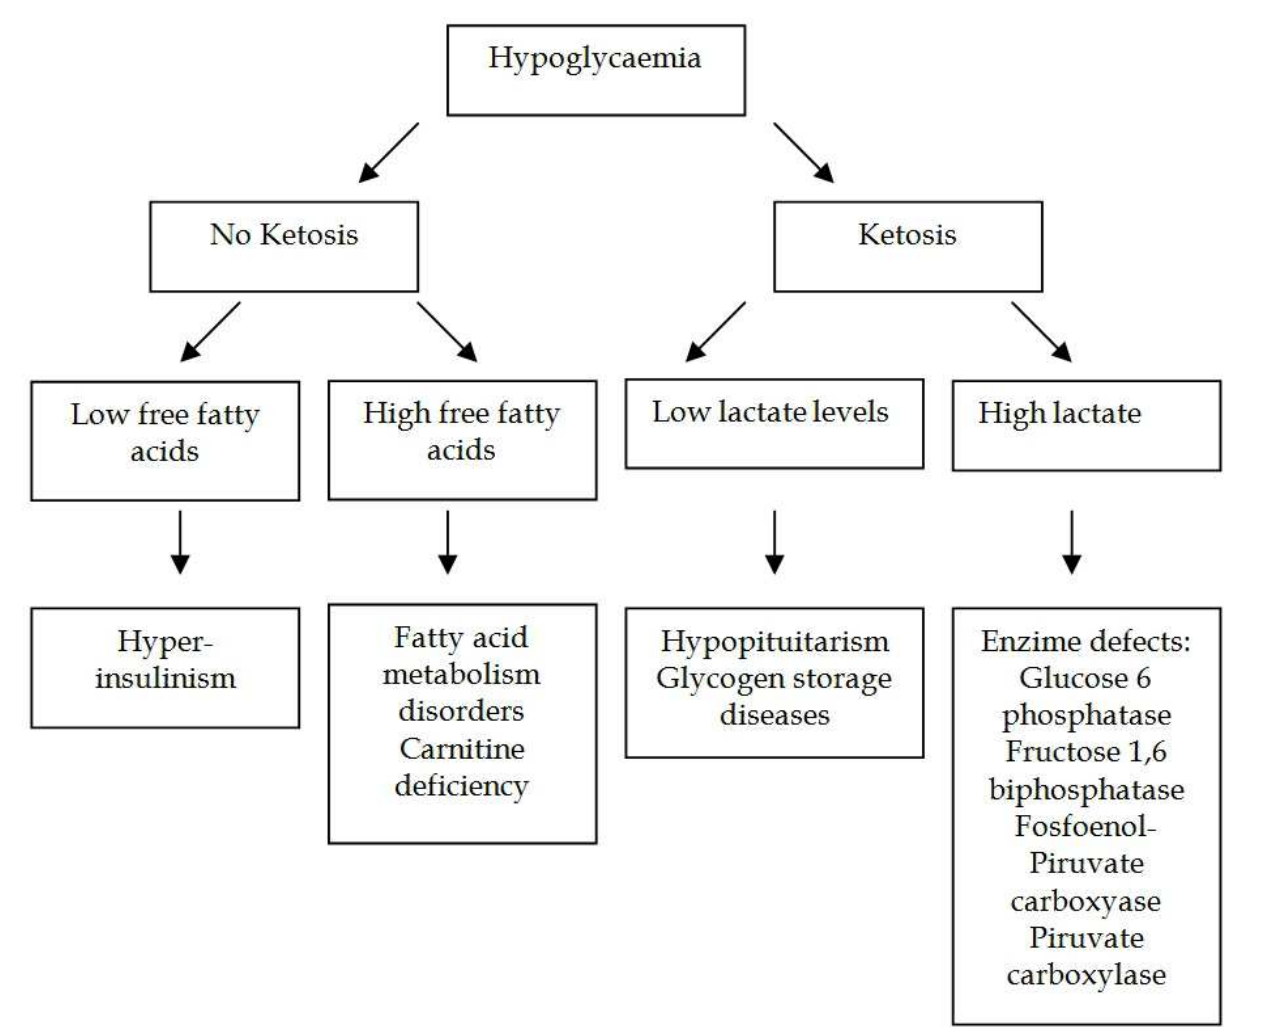 Hypoglycaemia
No Ketosis
Ketosis
Low free fatty
acids
High free fatty
acids
Low lactate levels
High lactate
Hyper-
insulinism
Fatty acid
metabolism
disorders
Carnitine
deficiency
Hypopituitarism
Glycogen storage
diseases
Enzime defects:
Glucose 6
phosphatase
Fructose 1,6
biphosphatase
Fosfoenol-
Piruvate
carboxyase
Piruvate
carboxylase